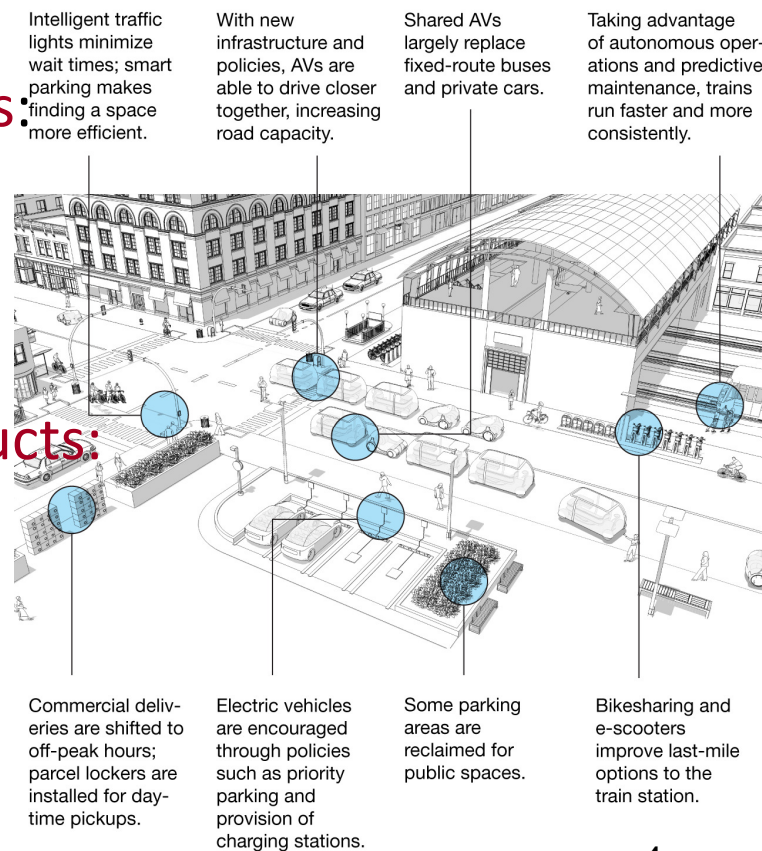 Intelligent traffic
lights minimize
wait times; smart
parking makes
finding a space
more efficient.
With new
infrastructure and
policies, AVs are
able to drive closer
together, increasing
road capacity.
Shared AVs
largely replace
fixed-route buses
and private cars.
Taking advantage
of autonomous oper-
ations and predictive
maintenance, trains
run faster and more
consistently.
s:
ucts:
Commercial deliv-
eries are shifted to
off-peak hours;
parcel lockers are
installed for day-
time pickups.
Electric vehicles
are encouraged
through policies
such as priority
parking and
provision of
charging stations.
Some parking
areas are
reclaimed for
public spaces.
Bikesharing and
e-scooters
improve last-mile
options to the
train station.